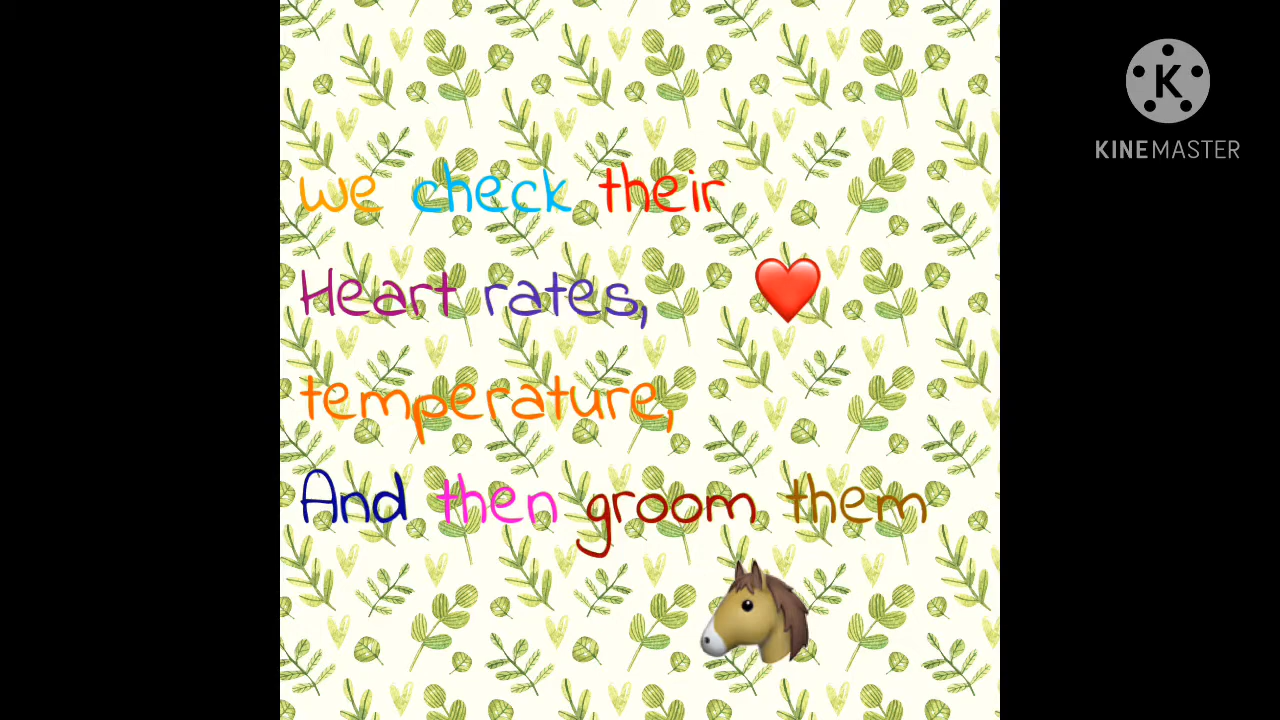 we check their
Heart rates,
temperature,
And then groom them
K
KINEMASTER